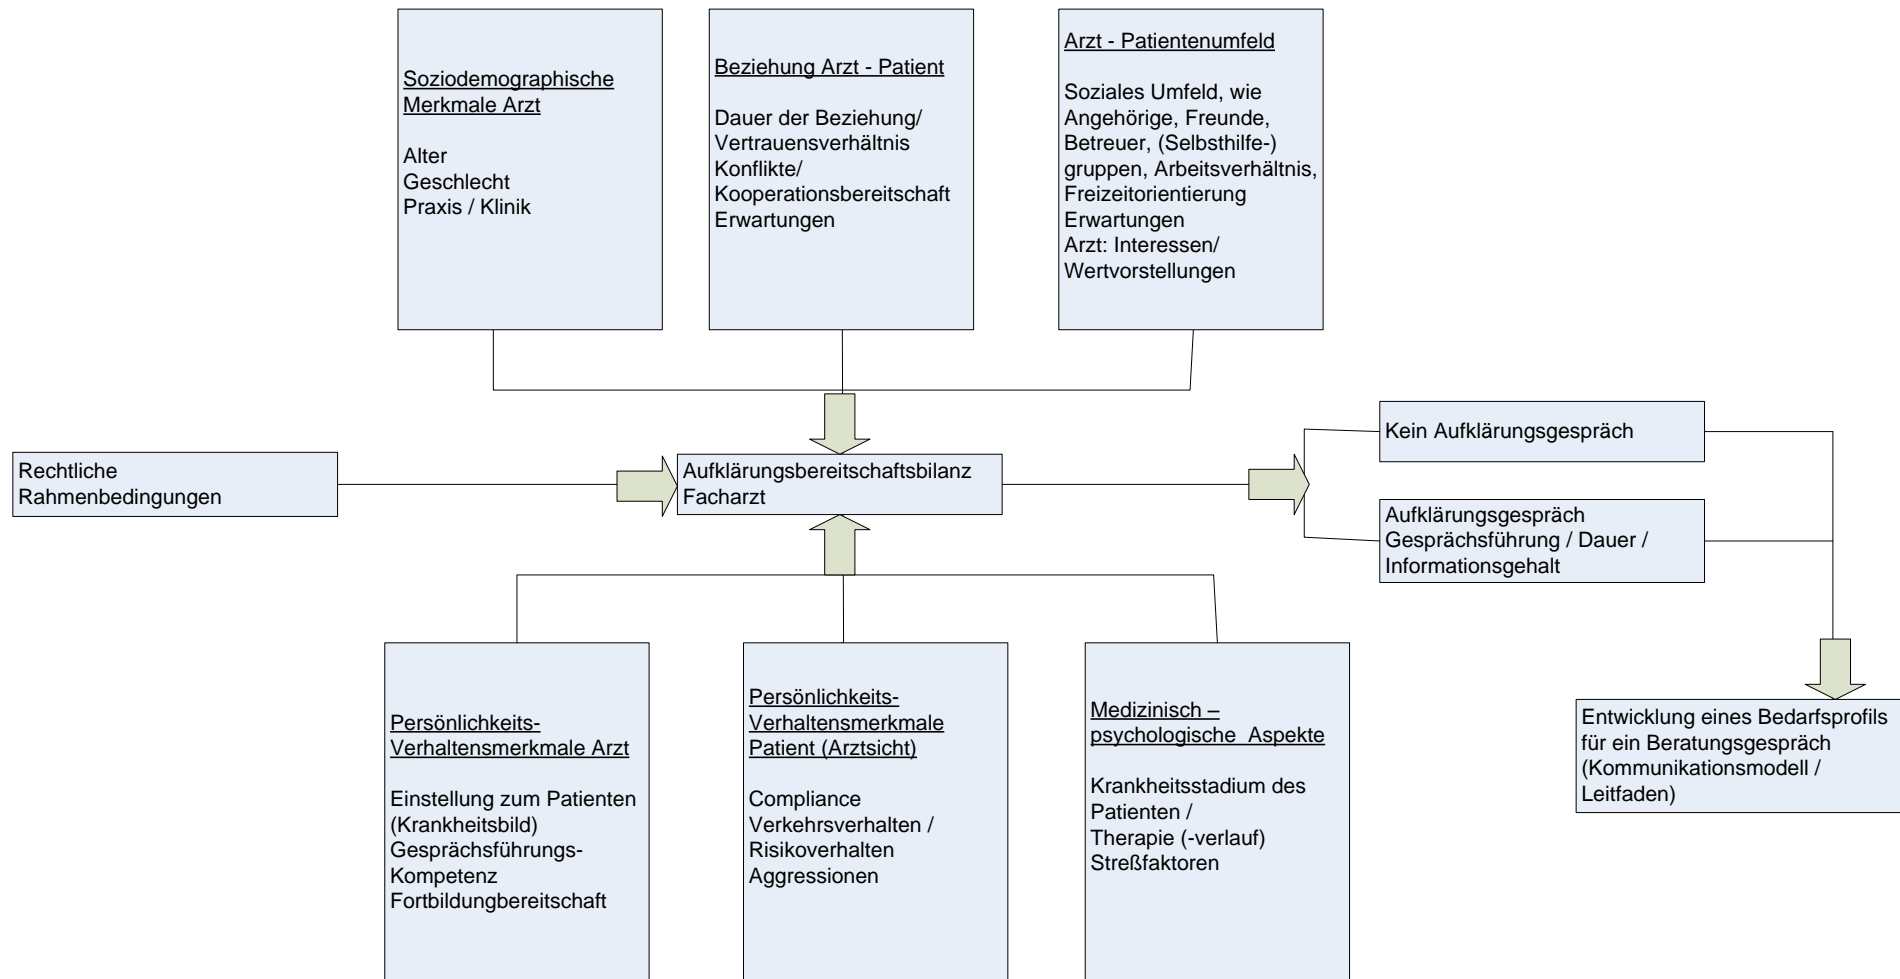 Soziodemographische
Merkmale Arzt
Alter
Geschlecht
Praxis / Klinik
Beziehung Arzt - Patient
Dauer der Beziehung/
Vertrauensverhältnis
Konflikte/
Kooperationsbereitschaft
Erwartungen
Arzt - Patientenumfeld
Soziales Umfeld, wie
Angehörige, Freunde,
Betreuer, (Selbsthilfe-)
gruppen, Arbeitsverhältnis,
Freizeitorientierung
Erwartungen
Arzt: Interessen/
Wertvorstellungen
Rechtliche
Rahmenbedingungen
Aufklärungsbereitschaftsbilanz
Facharzt
Kein Aufklärungsgespräch
Aufklärungsgespräch
Gesprächsführung / Dauer /
Informationsgehalt
Persönlichkeits-
Verhaltensmerkmale Arzt
Einstellung zum Patienten
(Krankheitsbild)
Gesprächsführungs-
Kompetenz
Fortbildungbereitschaft
Persönlichkeits-
Verhaltensmerkmale
Patient (Arztsicht)
Compliance
Verkehrsverhalten /
Risikoverhalten
Aggressionen
Medizinisch –
psychologische Aspekte
Krankheitsstadium des
Patienten /
Therapie (-verlauf)
Streßfaktoren
Entwicklung eines Bedarfsprofils
für ein Beratungsgespräch
(Kommunikationsmodell /
Leitfaden)